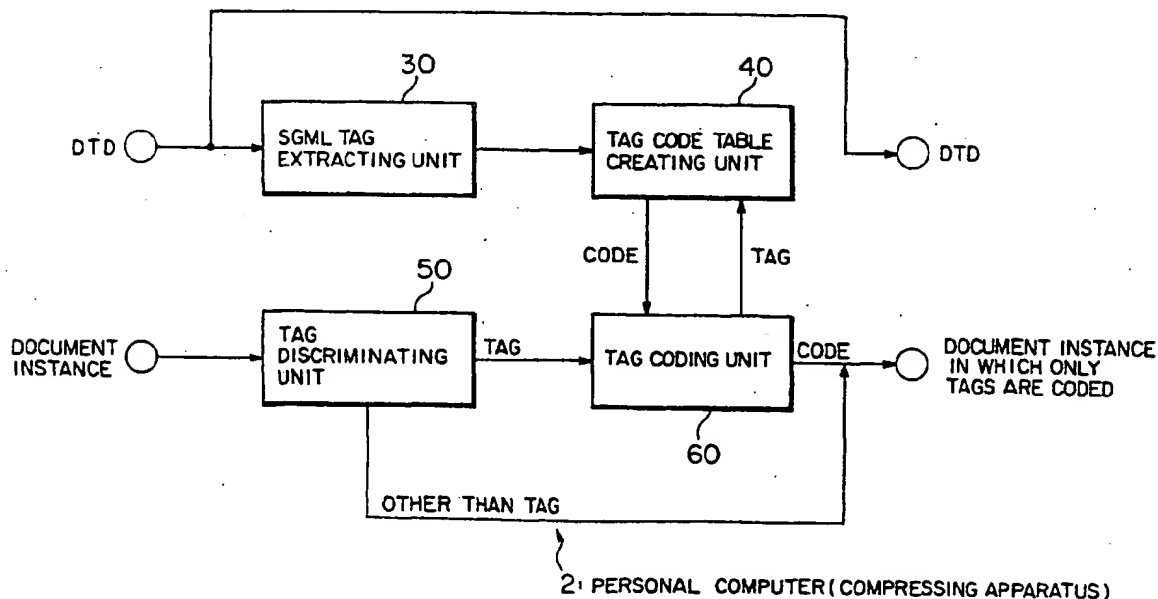 30
40
DTD
SGML TAG
EXTRACTING UNIT
TAG CODE TABLE
CREATING UNIT
DTD
CODE
TAG
50
DOCUMENT
INSTANCE
TAG
DISCRIMINATING
UNIT
TAG
TAG CODING UNIT
CODE
DOCUMENT INSTANCE
IN WHICH ONLY
TAGS ARE CODED
60
OTHER THAN TAG
2: PERSONAL COMPUTER (COMPRESSING APPARATUS)